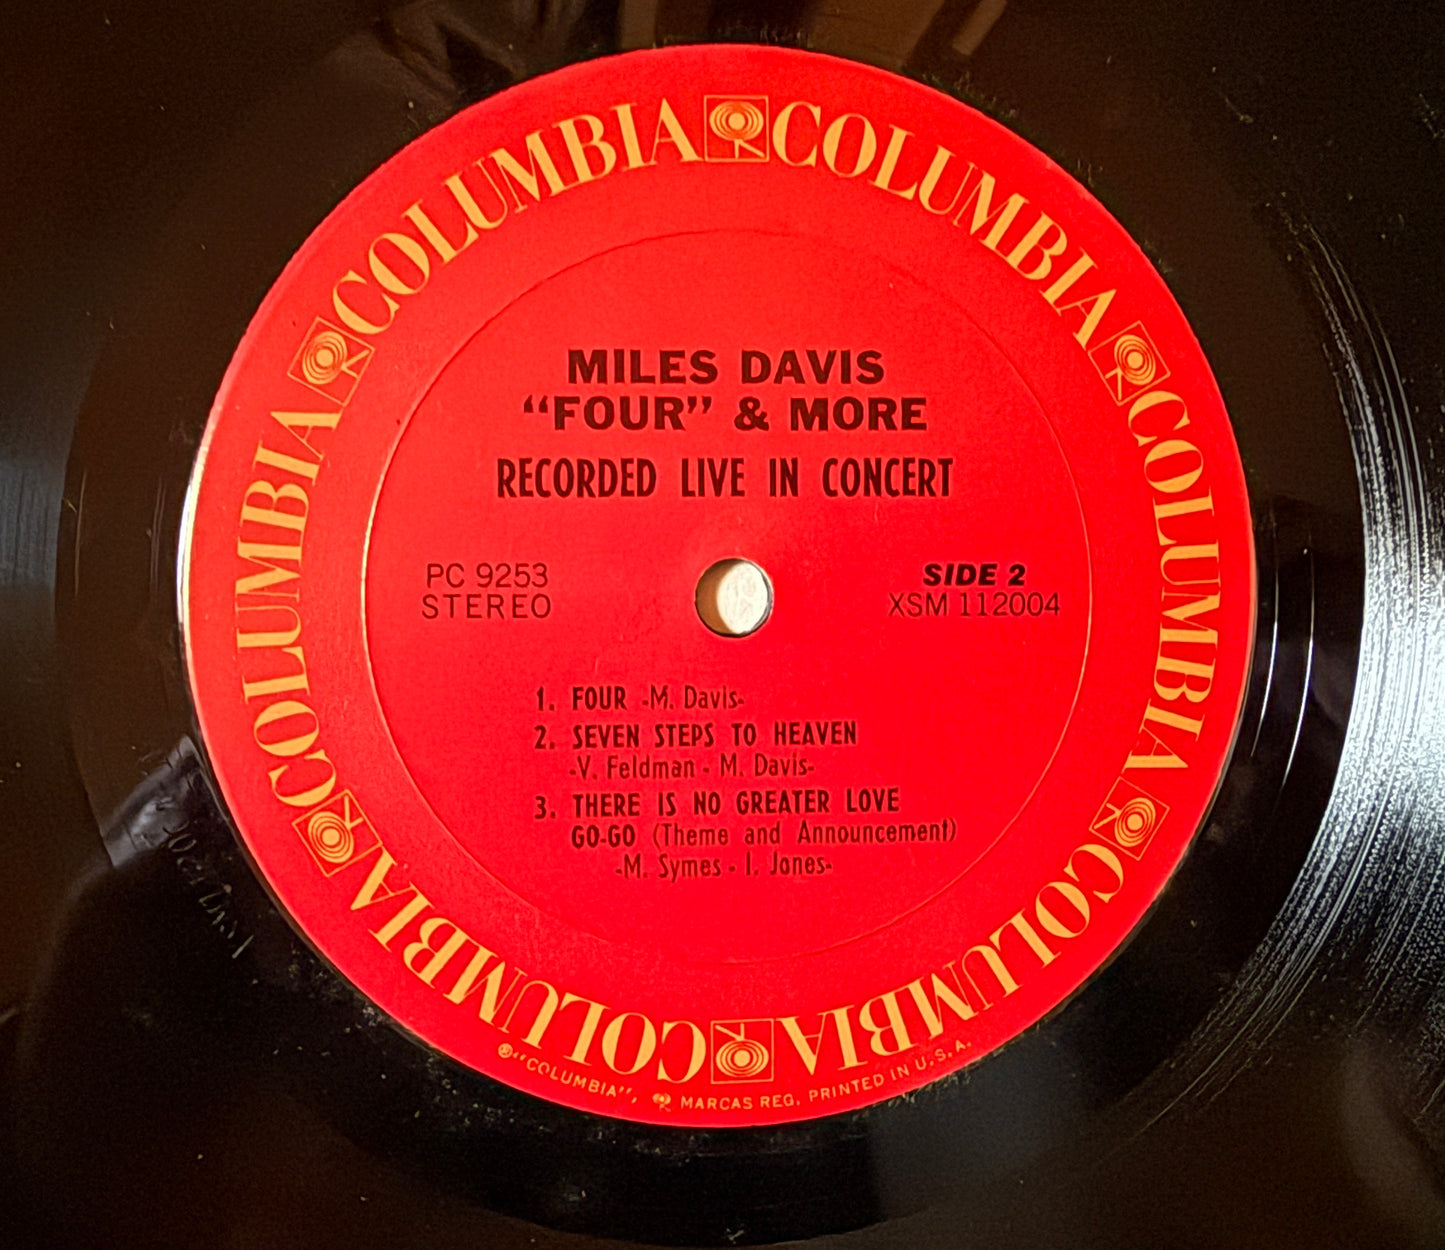 COLUMBIA COLUMBIA COLUMBIA COLUMBIA COLUMBIA COLUMBIA
MILES DAVIS
“FOUR” & MORE
RECORDED LIVE IN CONCERT
PC 9253
STEREO
SIDE 2
XSM 112004
1. FOUR -M. Davis-
2. SEVEN STEPS TO HEAVEN
-V. Feldman - M. Davis-
3. THERE IS NO GREATER LOVE
GO-GO (Theme and Announcement)
-M. Symes - I. Jones-
®“COLUMBIA”, MARCAS REG. PRINTED IN U.S.A.